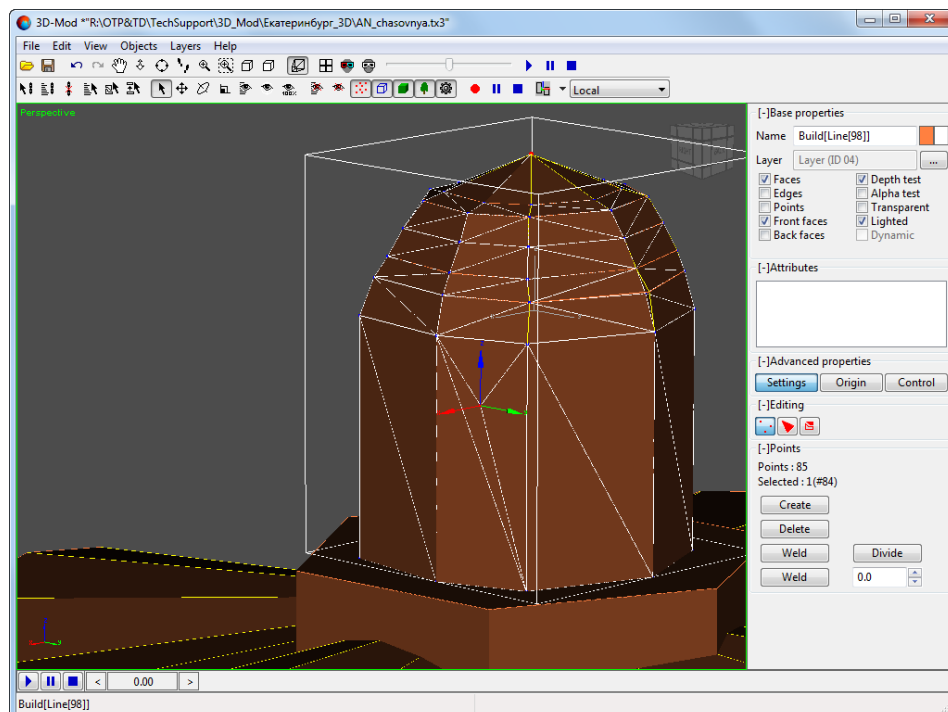 3D-Mod *"R:\OTP&TD\TechSupport\3D_Mod\Екатеринбург_3D\AN_chasovnya.tx3"
File Edit View Objects Layers Help
100%
Local
Perspective
[-]Base properties
Name Build[Line[98]]
Layer Layer (ID 04) ...
Faces Depth test
Edges Alpha test
Points Transparent
Front faces Lighted
Back faces Dynamic
[-]Attributes
[-]Advanced properties
Settings Origin Control
[-]Editing
[-]Points
Points : 85
Selected : 1(#84)
Create
Delete
Weld Divide
Weld 0.0
< 0.00 >
Build[Line[98]]